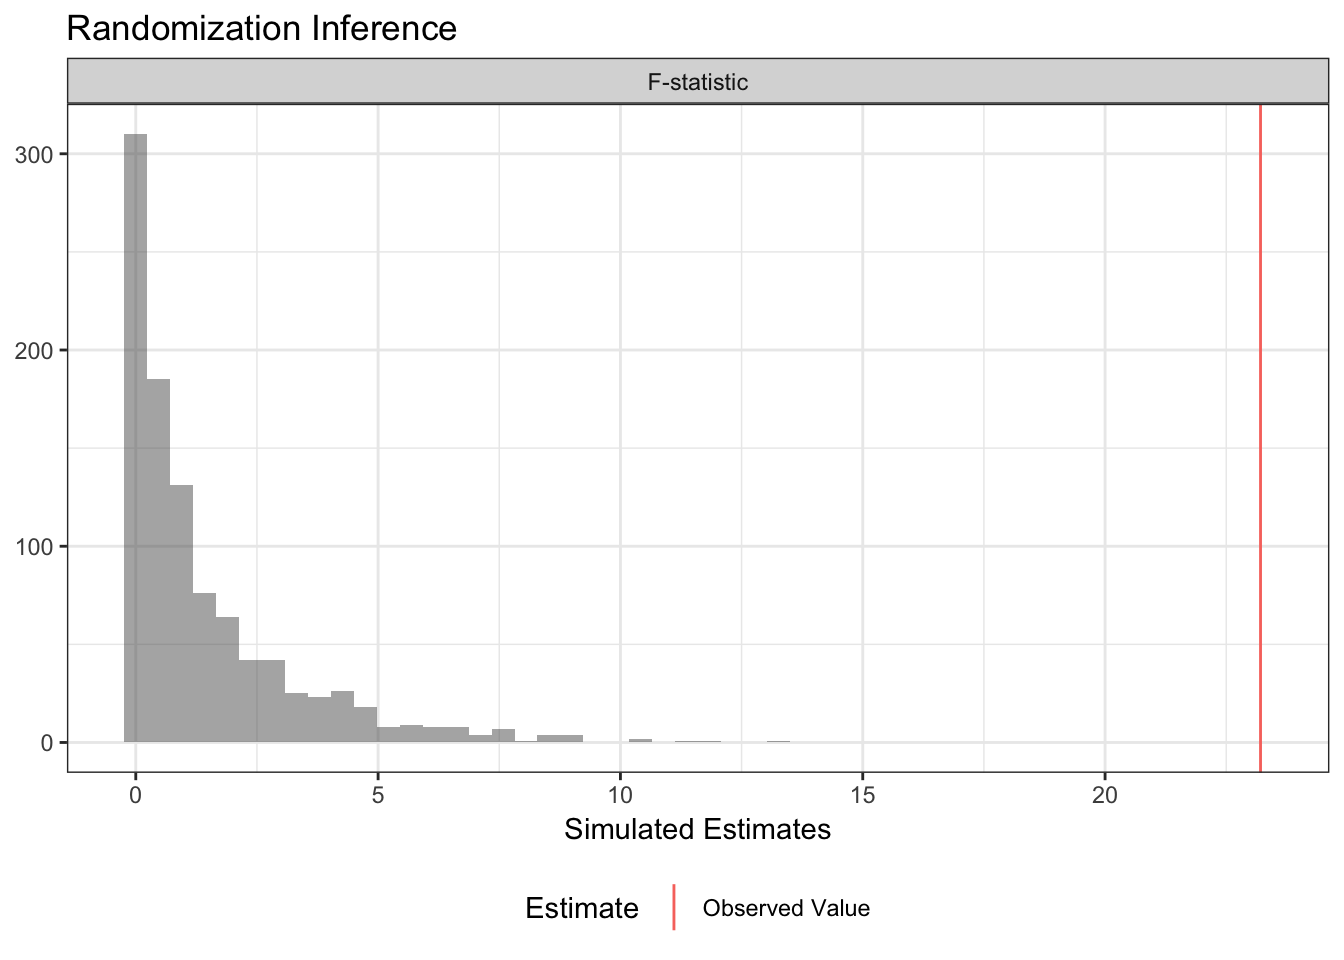 Randomization Inference
F-statistic
300
200
100
0
0 5 10 15 20
Simulated Estimates
Estimate Observed Value